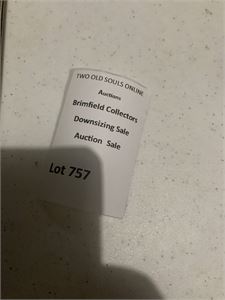 TWO OLD SOULS ONLINE
Auctions
Brimfield Collectors
Downsizing Sale
Auction Sale
Lot 757